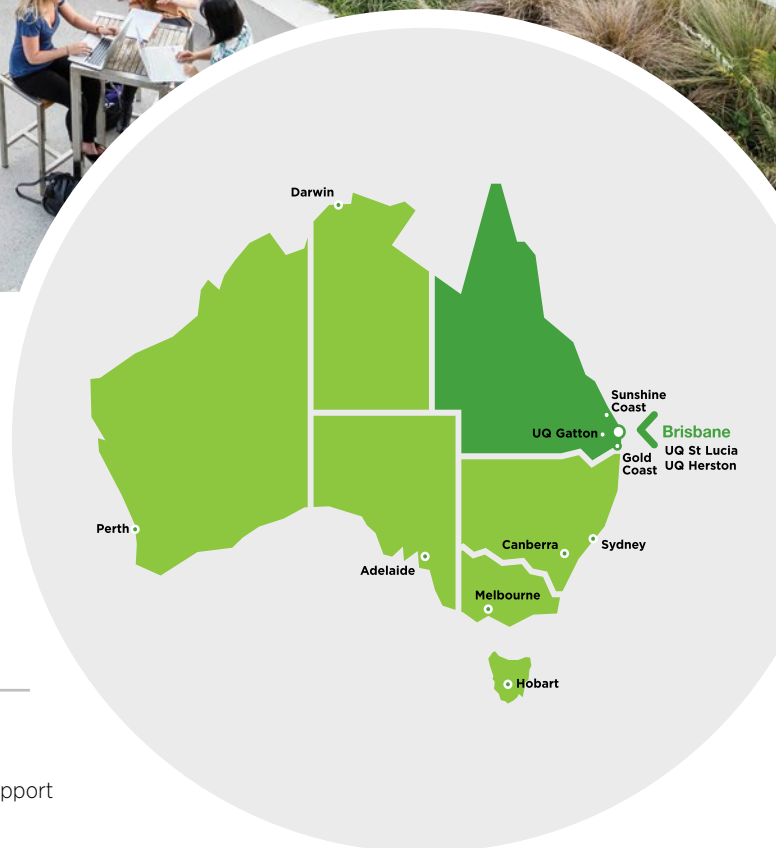 Darwin
Sunshine
Coast
Brisbane
UQ Gatton
UQ St Lucia
Gold
Coast
UQ Herston
Perth
Canberra
Sydney
Adelaide
Melbourne
Hobart
pport